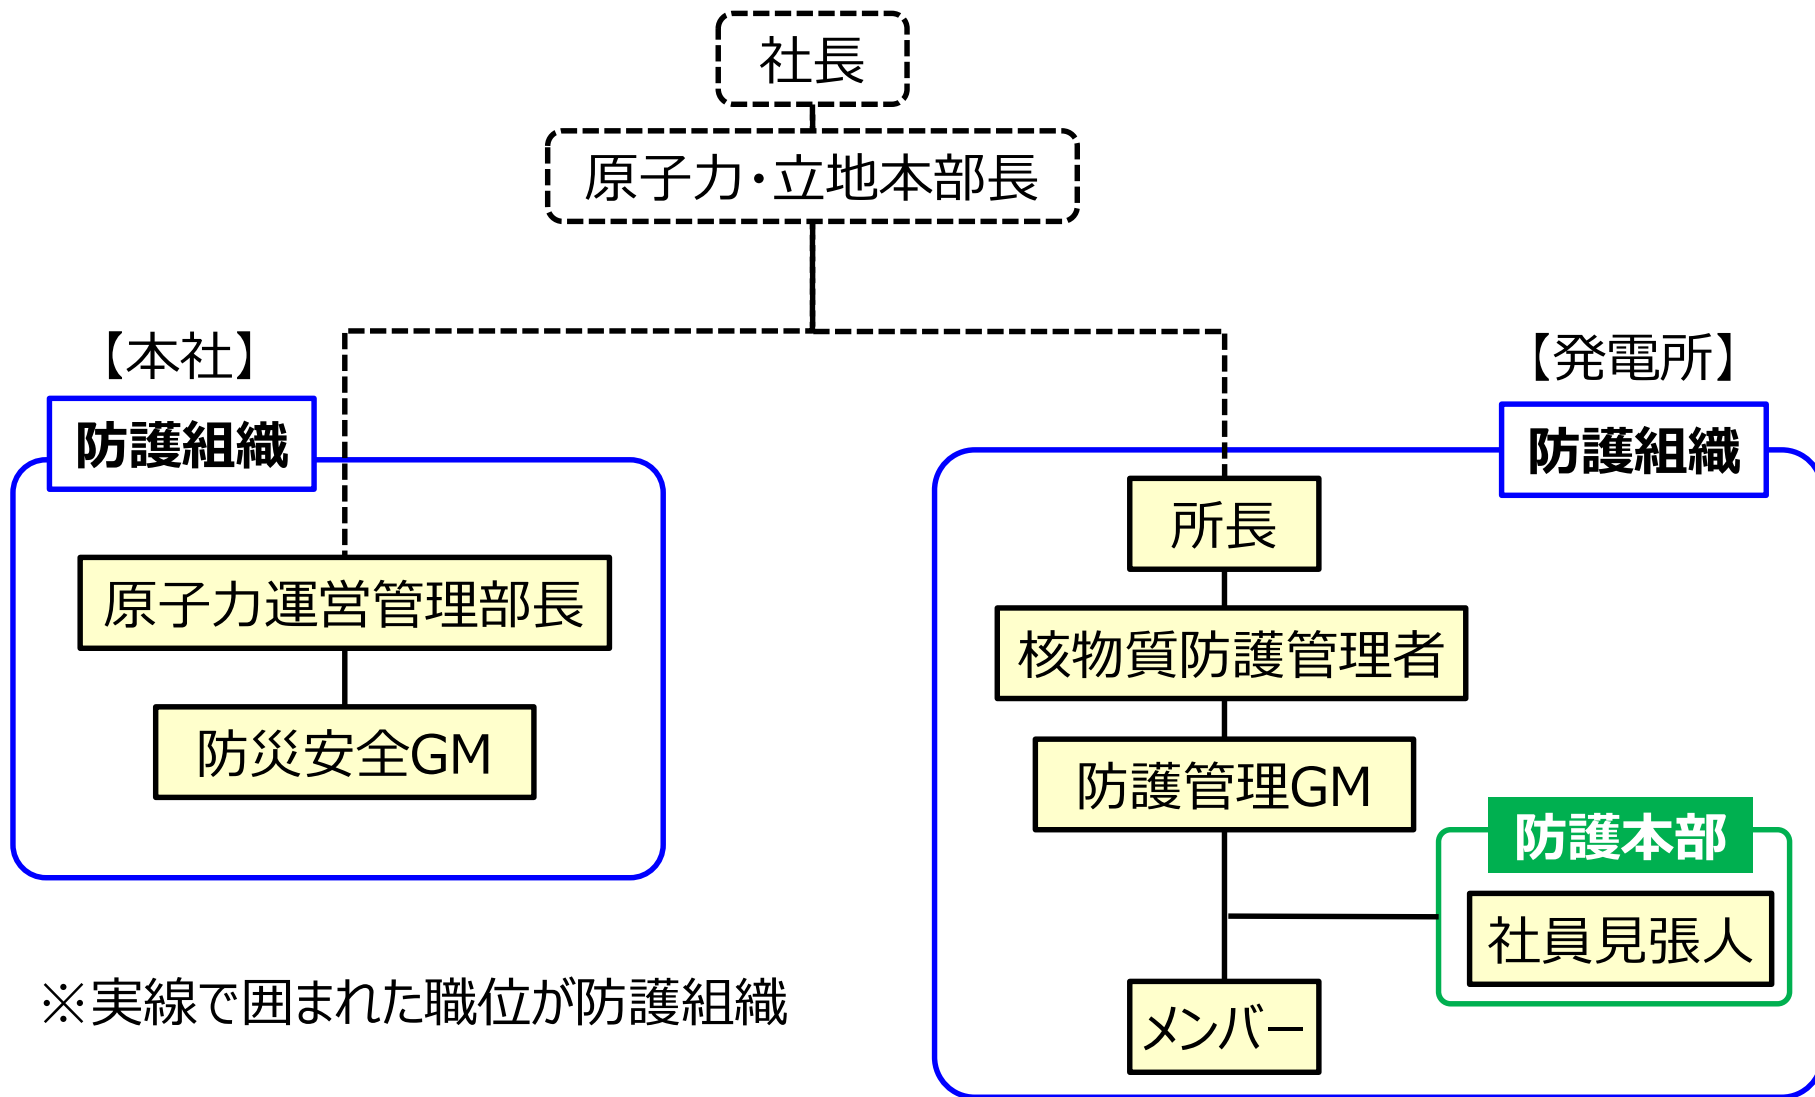 社長
原子力・立地本部長
【本社】
防護組織
原子力運営管理部長
防災安全GM
【発電所】
防護組織
所長
核物質防護管理者
防護管理GM
防護本部
社員見張人
メンバー
※実線で囲まれた職位が防護組織